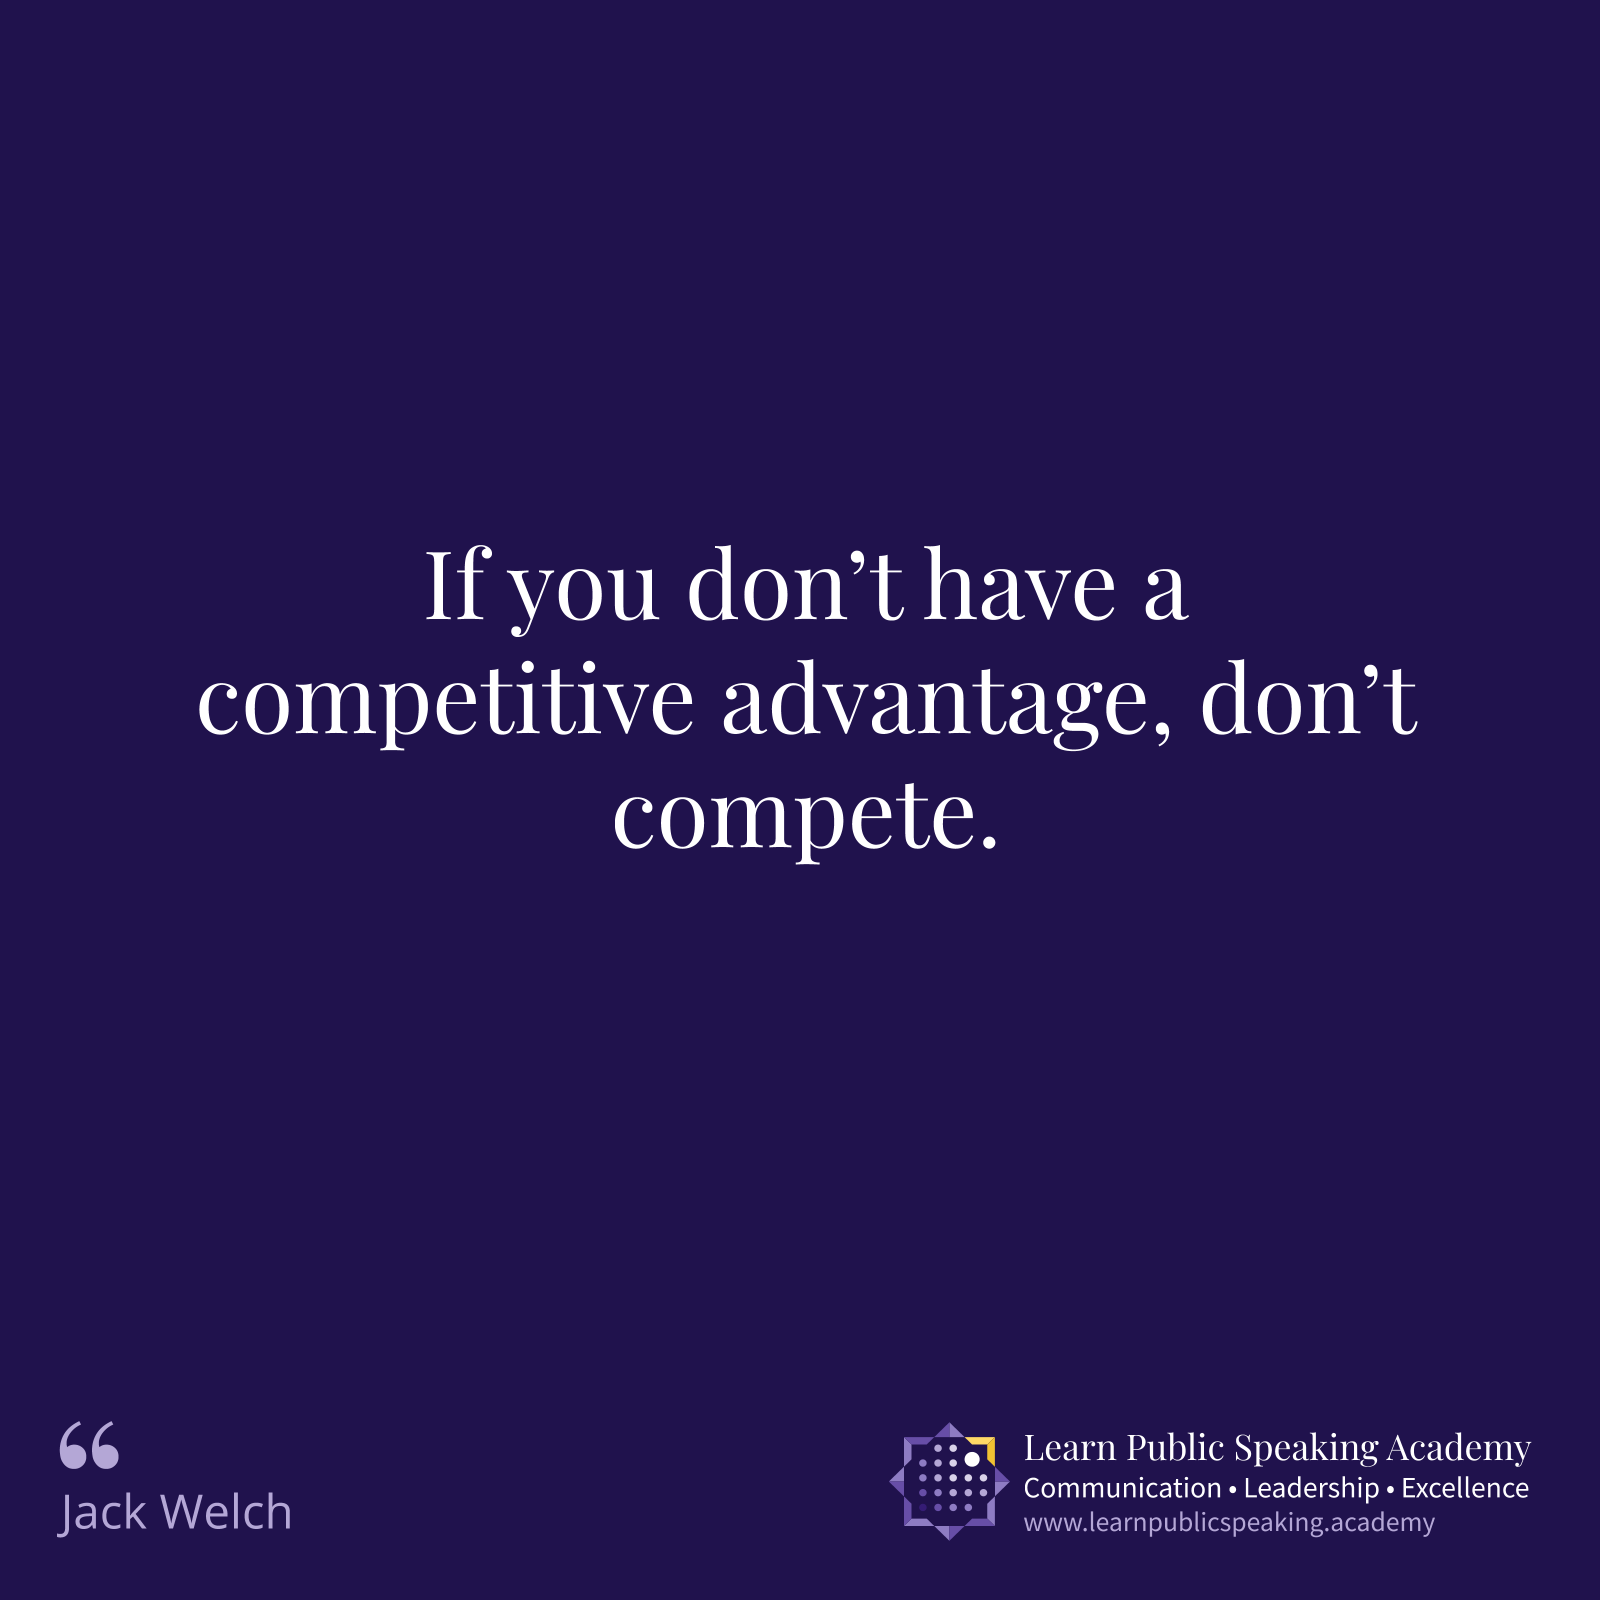 If you don’t have a
competitive advantage, don’t
compete.
“
Jack Welch
Learn Public Speaking Academy
Communication • Leadership • Excellence
www.learnpublicspeaking.academy